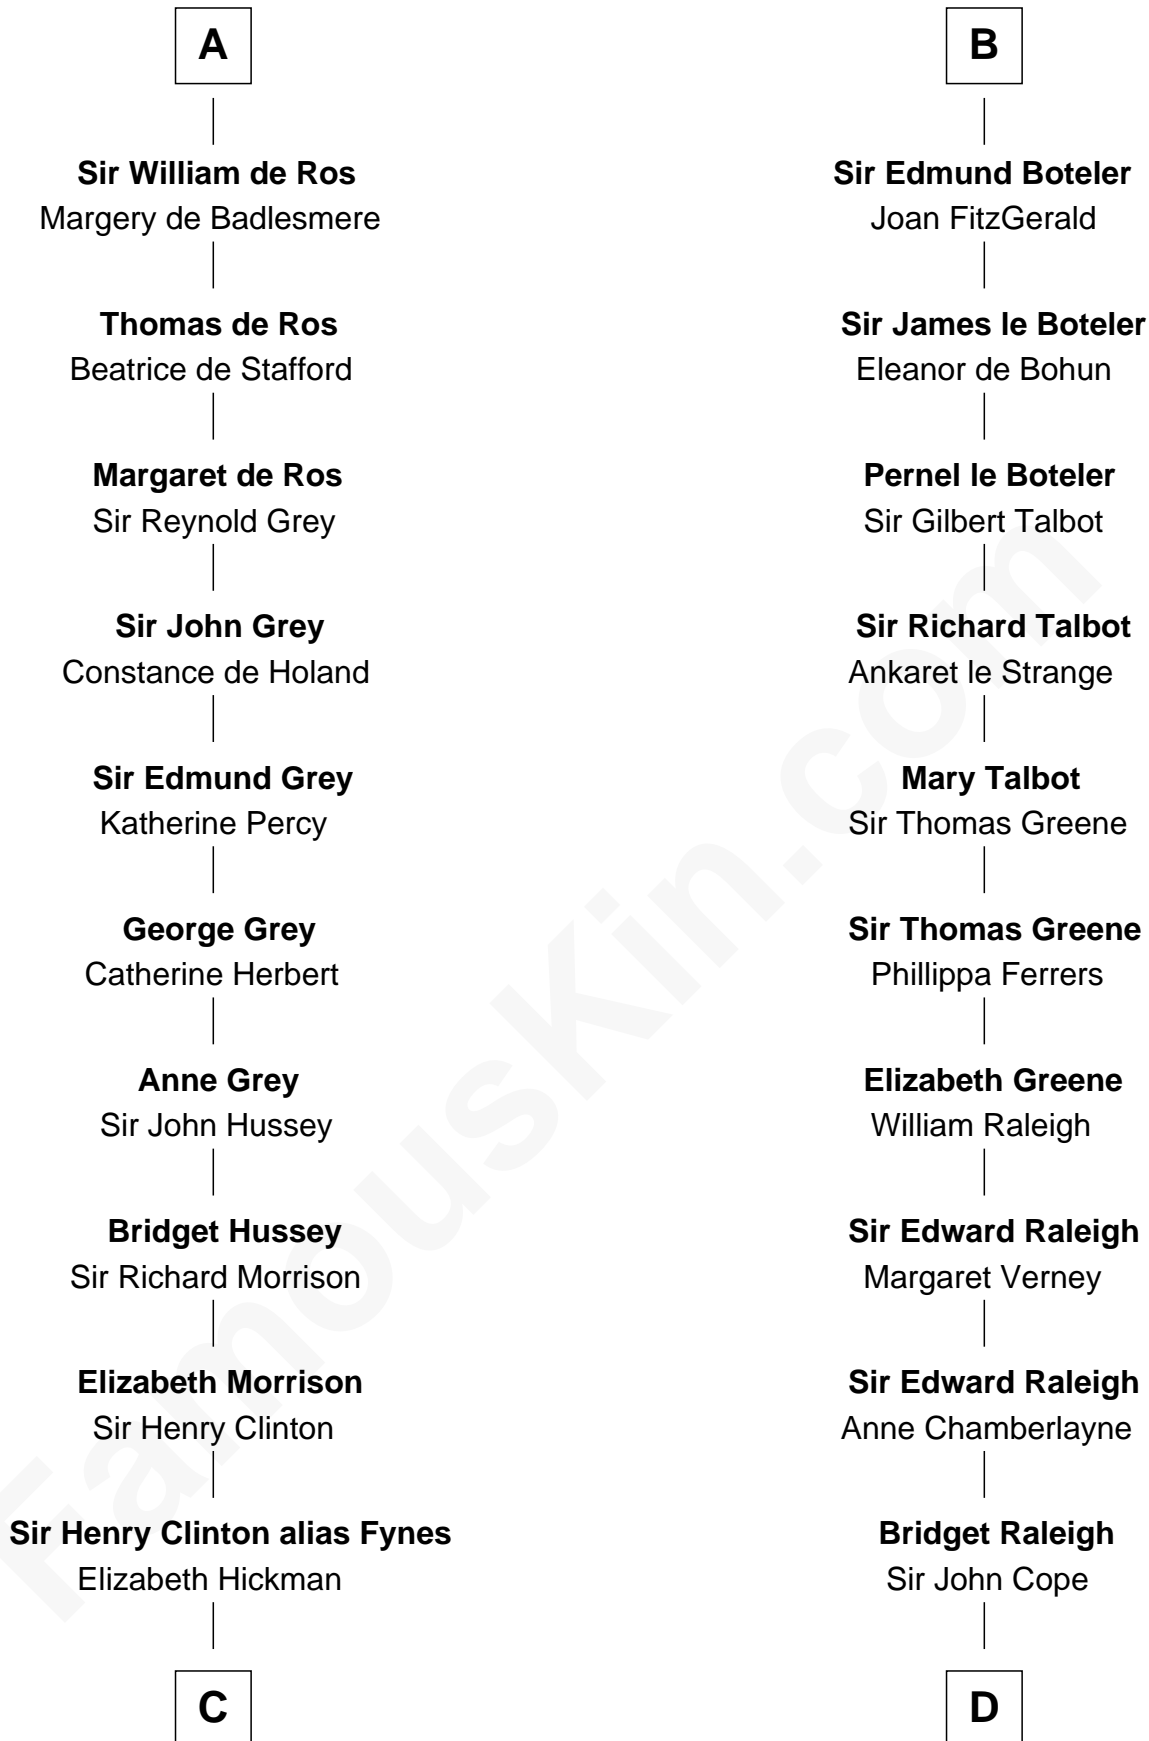 A
Sir William de Ros
Margery de Badlesmere
Thomas de Ros
Beatrice de Stafford
Margaret de Ros
Sir Reynold Grey
Sir John Grey
Constance de Holand
Sir Edmund Grey
Katherine Percy
George Grey
Catherine Herbert
Anne Grey
Sir John Hussey
Bridget Hussey
Sir Richard Morrison
Elizabeth Morrison
Sir Henry Clinton
Sir Henry Clinton alias Fynes
Elizabeth Hickman
C
B
Sir Edmund Boteler
Joan FitzGerald
Sir James le Boteler
Eleanor de Bohun
Pernel le Boteler
Sir Gilbert Talbot
Sir Richard Talbot
Ankaret le Strange
Mary Talbot
Sir Thomas Greene
Sir Thomas Greene
Phillippa Ferrers
Elizabeth Greene
William Raleigh
Sir Edward Raleigh
Margaret Verney
Sir Edward Raleigh
Anne Chamberlayne
Bridget Raleigh
Sir John Cope
D
FamousKin.com